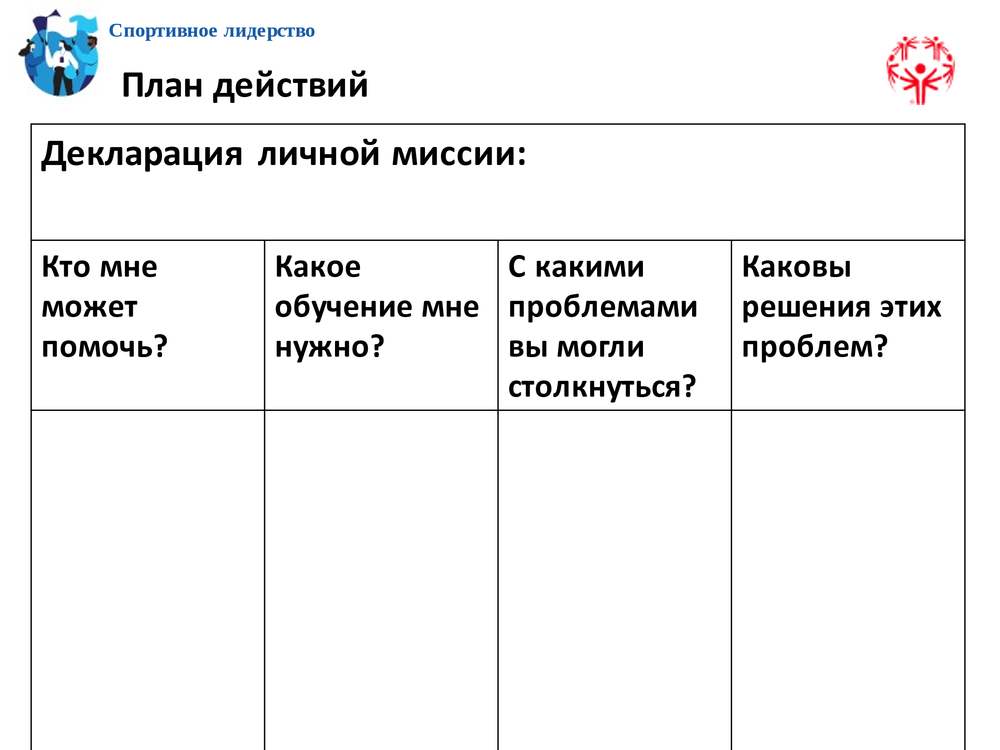 Спортивное лидерство
План действий
Декларация личной миссии:
Кто мне
может
помочь?
Какое
обучение мне
нужно?
С какими
проблемами
вы могли
столкнуться?
Каковы
решения этих
проблем?